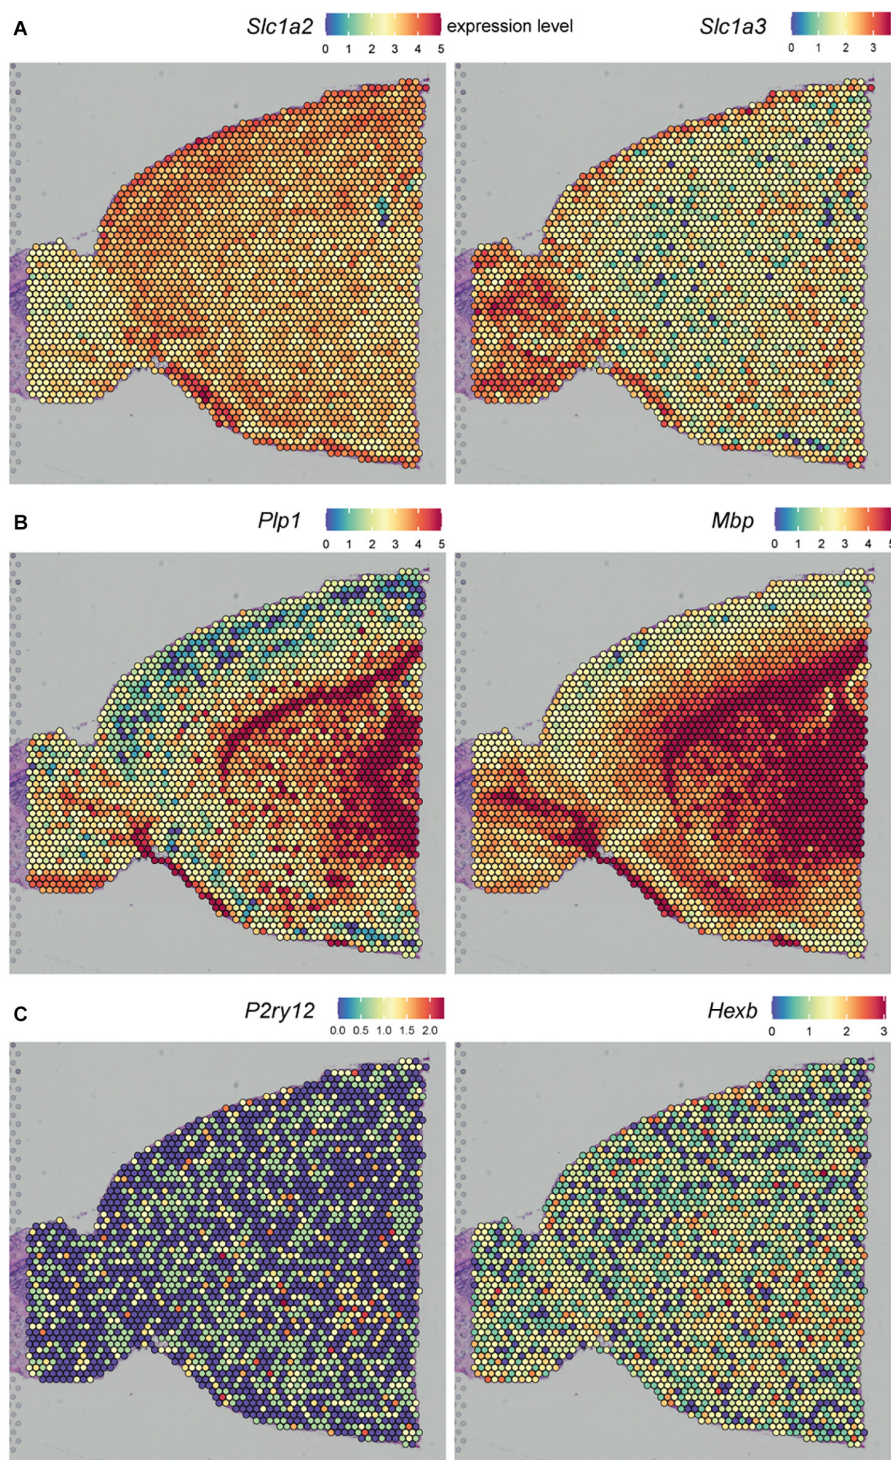 A Slc1a2 expression level Slc1a3
0 1 2 3 4 5 0 1 2 3
B Plp1 Mbp
0 1 2 3 4 5 0 1 2 3 4 5
C P2ry12 Hexb
0.0 0.5 1.0 1.5 2.0 0 1 2 3